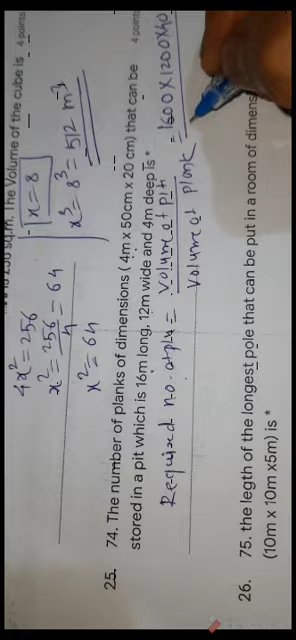 sq.m. The Volume of the cube is 4 points
4x² = 256
x² = 256/4 = 64
x² = 64
x = 8
x³ = 8³ = 512 m³
25. 74. The number of planks of dimensions ( 4m x 50cm x 20 cm) that can be 4 points
stored in a pit which is 16m long, 12m wide and 4m deep is *
Required no. of = Volume of pit = 1600 X 1200 X 40
Volume of plank
26. 75. the legth of the longest pole that can be put in a room of dimens
(10m x 10m x5m) is *